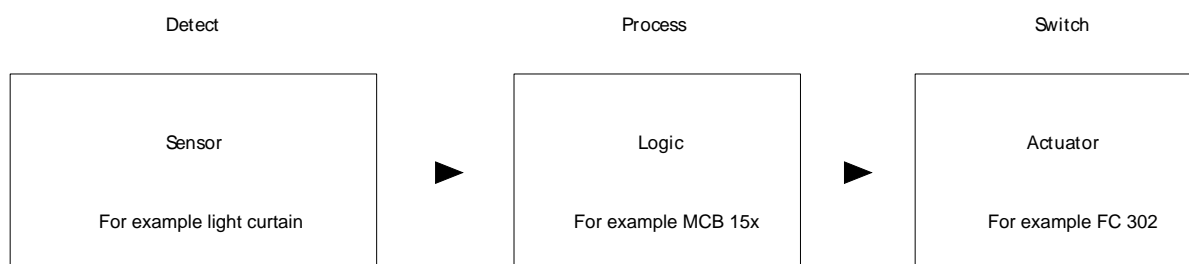 Detect
Process
Switch
Sensor
Logic
Actuator
For example light curtain
For example MCB 15x
For example FC 302